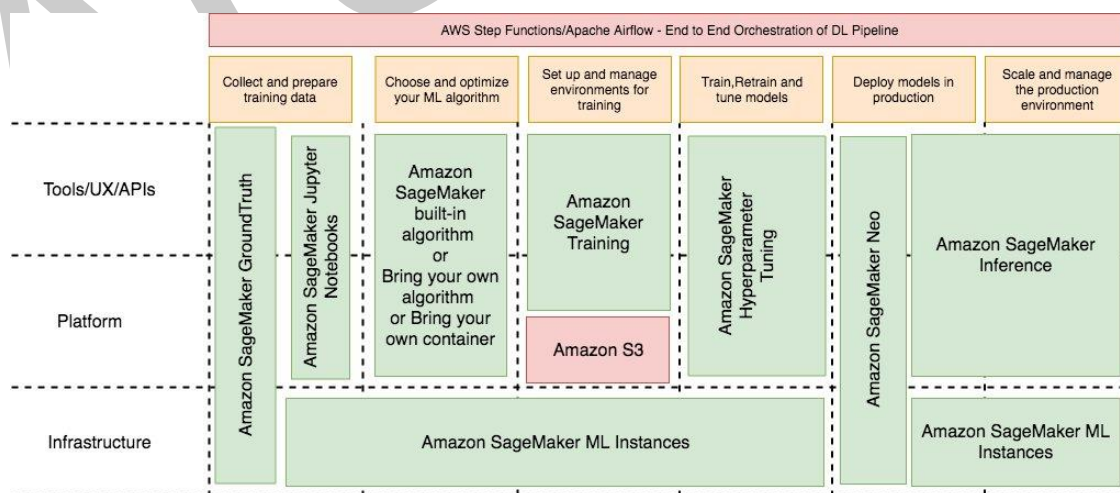 AWS Step Functions/Apache Airflow - End to End Orchestration of DL Pipeline
Collect and prepare
training data
Choose and optimize
your ML algorithm
Set up and manage
environments for
training
Train,Retrain and
tune models
Deploy models in
production
Scale and manage
the production
environment
Tools/UX/APIs
Platform
Infrastructure
Amazon SageMaker GroundTruth
Amazon SageMaker Jupyter
Notebooks
Amazon
SageMaker
built-in
algorithm
or
Bring your own
algorithm
or Bring your
own container
Amazon
SageMaker
Training
Amazon S3
Amazon SageMaker
Hyperparameter
Tuning
Amazon SageMaker Neo
Amazon SageMaker
Inference
Amazon SageMaker ML Instances
Amazon SageMaker ML
Instances